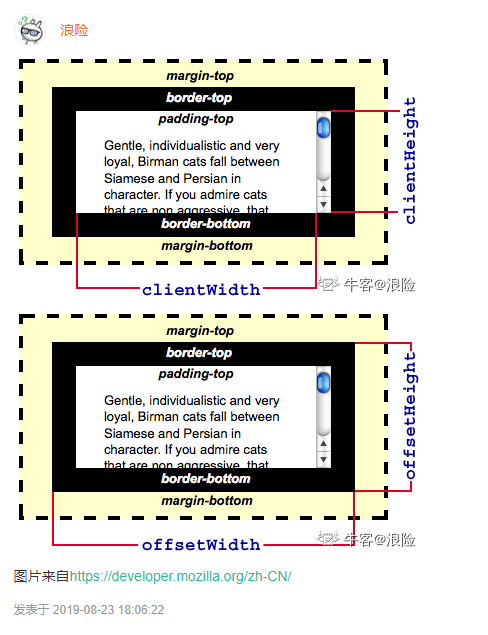 浪险
margin-top
border-top
padding-top
Gentle, individualistic and very
loyal, Birman cats fall between
Siamese and Persian in
character. If you admire cats
that are non aggressive, that
border-bottom
margin-bottom
clientHeight
clientWidth
牛客@浪险
margin-top
border-top
padding-top
Gentle, individualistic and very
loyal, Birman cats fall between
Siamese and Persian in
character. If you admire cats
that are non aggressive, that
border-bottom
margin-bottom
offsetHeight
offsetWidth
牛客@浪险
图片来自https://developer.mozilla.org/zh-CN/
发表于 2019-08-23 18:06:22